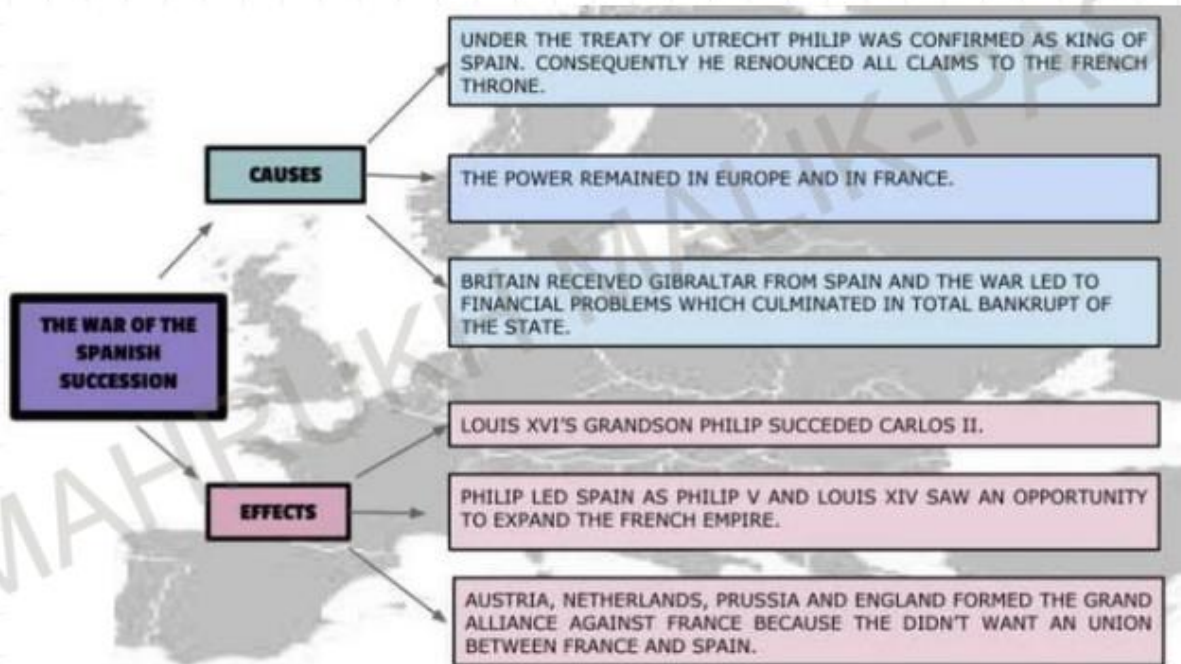 UNDER THE TREATY OF UTRECHT PHILIP WAS CONFIRMED AS KING OF
SPAIN. CONSEQUENTLY HE RENOUNCED ALL CLAIMS TO THE FRENCH
THRONE.
CAUSES
THE POWER REMAINED IN EUROPE AND IN FRANCE.
BRITAIN RECEIVED GIBRALTAR FROM SPAIN AND THE WAR LED TO
FINANCIAL PROBLEMS WHICH CULMINATED IN TOTAL BANKRUPT OF
THE STATE.
THE WAR OF THE
SPANISH
SUCCESSION
LOUIS XVI'S GRANDSON PHILIP SUCCEDED CARLOS II.
EFFECTS
PHILIP LED SPAIN AS PHILIP V AND LOUIS XIV SAW AN OPPORTUNITY
TO EXPAND THE FRENCH EMPIRE.
AUSTRIA, NETHERLANDS, PRUSSIA AND ENGLAND FORMED THE GRAND
ALLIANCE AGAINST FRANCE BECAUSE THE DIDN'T WANT AN UNION
BETWEEN FRANCE AND SPAIN.
MAHRUKH MALIK-PAS